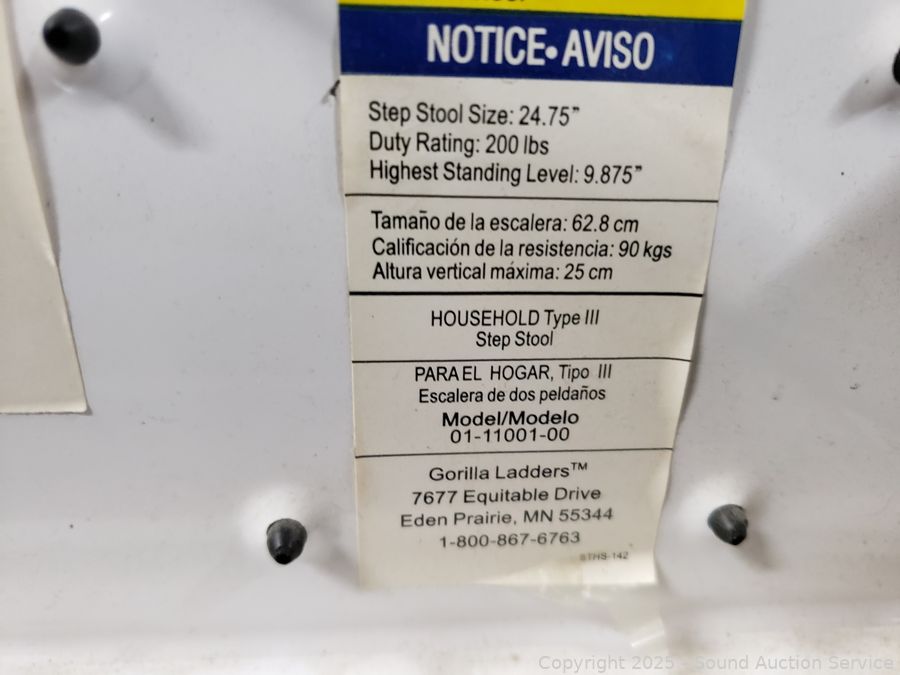 NOTICE•AVISO
Step Stool Size: 24.75"
Duty Rating: 200 lbs
Highest Standing Level: 9.875"
Tamaño de la escalera: 62.8 cm
Calificación de la resistencia: 90 kgs
Altura vertical máxima: 25 cm
HOUSEHOLD Type III
Step Stool
PARA EL HOGAR, Tipo III
Escalera de dos peldaños
Model/Modelo
01-11001-00
Gorilla Ladders™
7677 Equitable Drive
Eden Prairie, MN 55344
1-800-867-6763
STHS-142
Copyright 2025 - Sound Auction Service